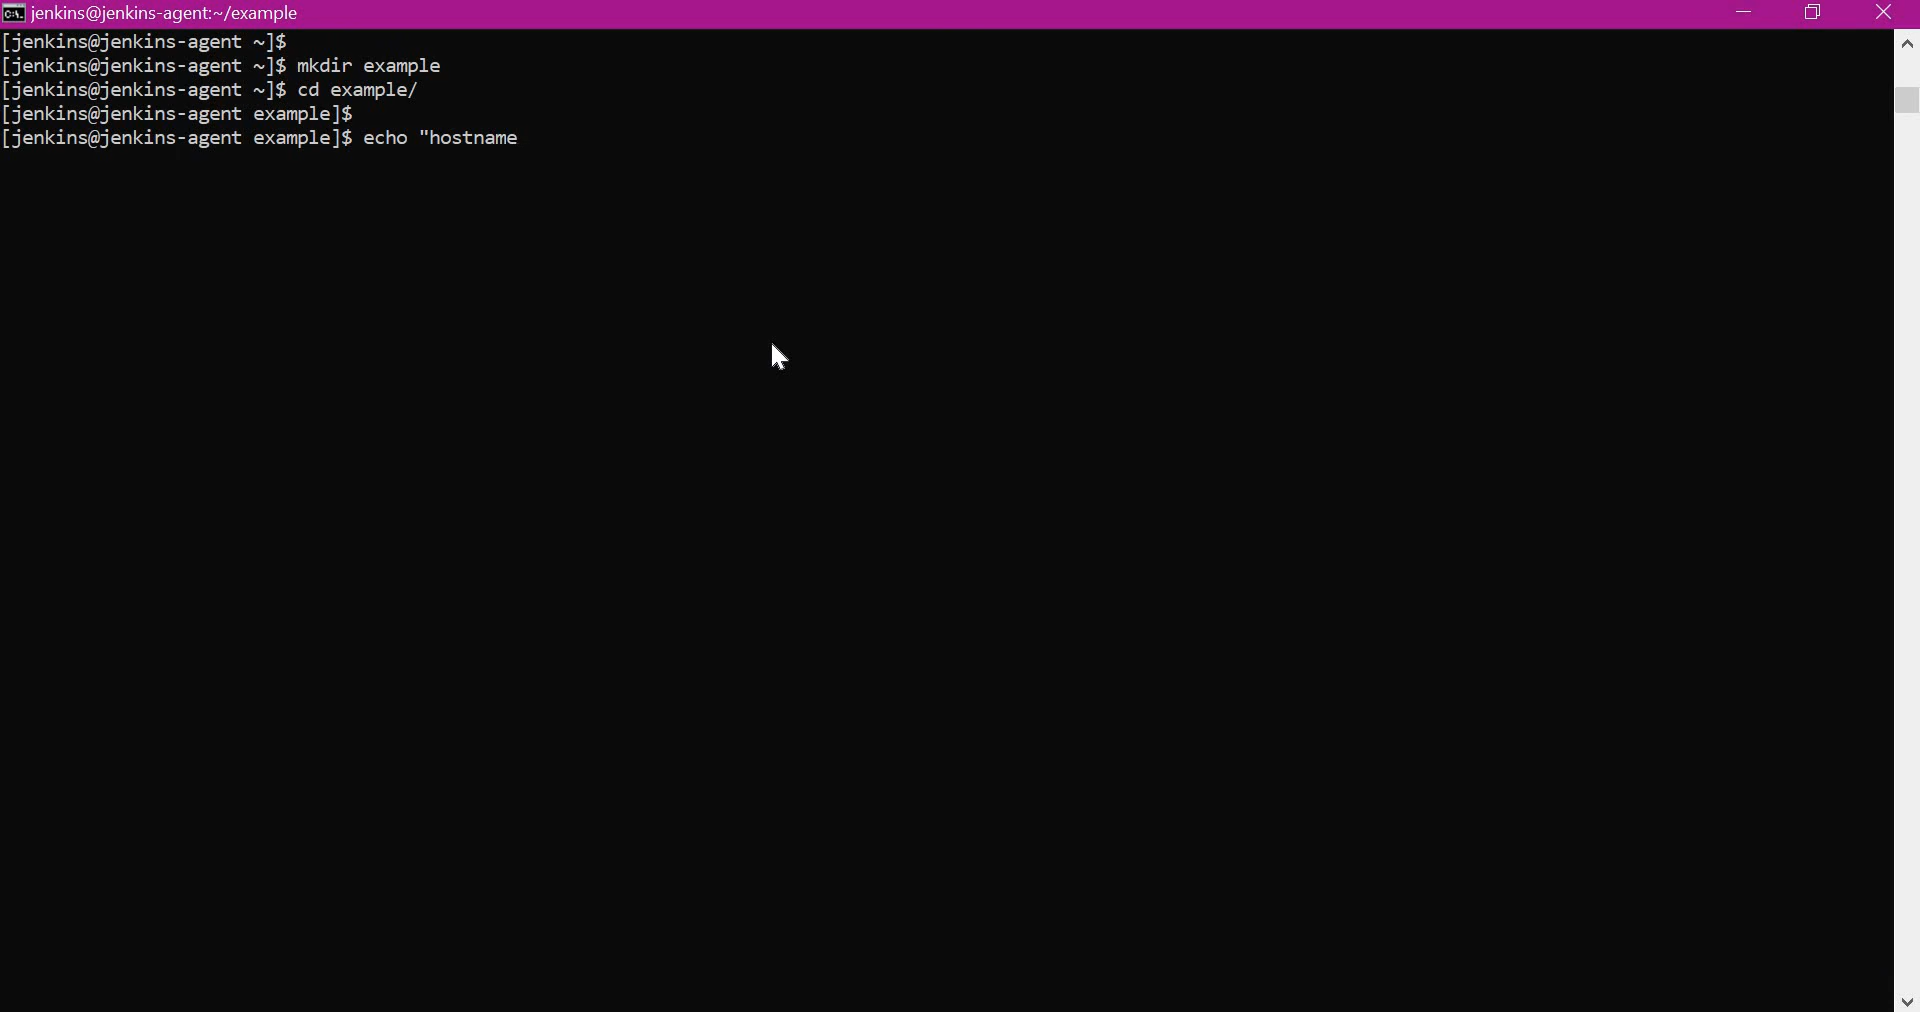 jenkins@jenkins-agent:~/example
[jenkins@jenkins-agent ~]$
[jenkins@jenkins-agent ~]$ mkdir example
[jenkins@jenkins-agent ~]$ cd example/
[jenkins@jenkins-agent example]$
[jenkins@jenkins-agent example]$ echo "hostname